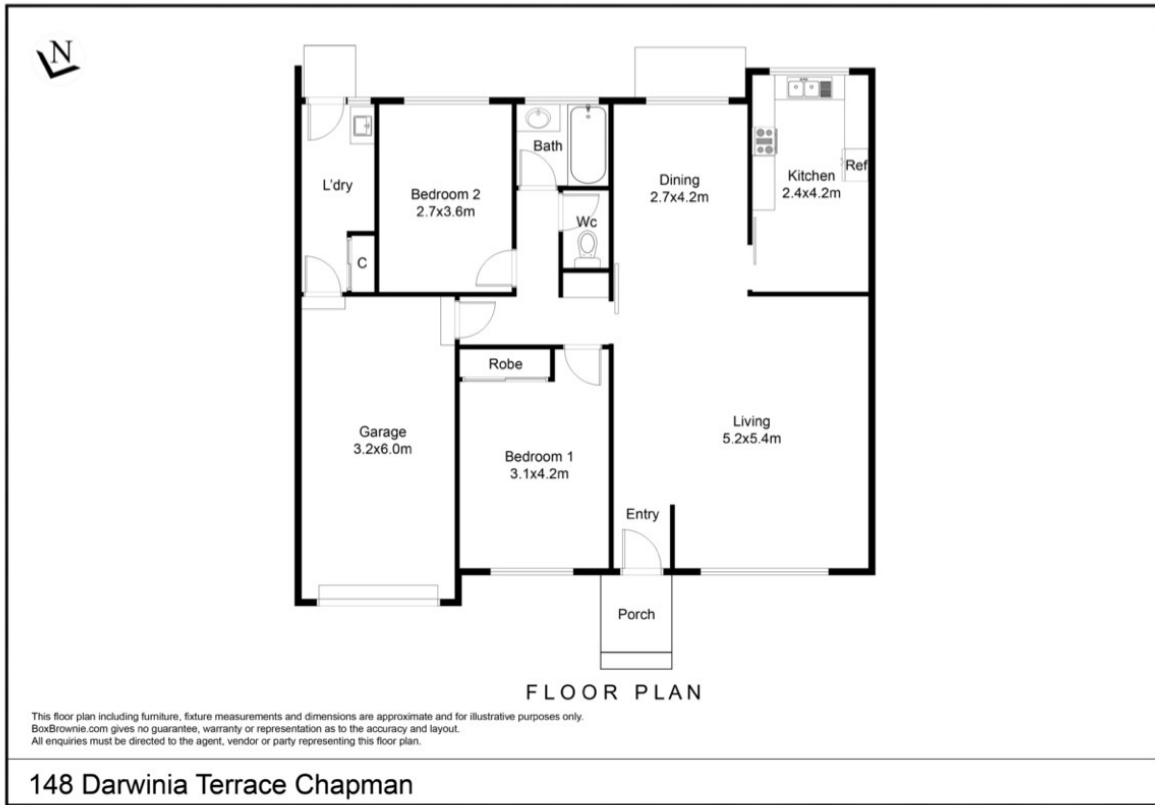 N
Bath
L'dry
Bedroom 2
2.7x3.6m
Dining
2.7x4.2m
Kitchen
2.4x4.2m
Ref
Wc
C
Robe
Garage
3.2x6.0m
Bedroom 1
3.1x4.2m
Living
5.2x5.4m
Entry
Porch
FLOOR PLAN
This floor plan including furniture, fixture measurements and dimensions are approximate and for illustrative purposes only.
BoxBrownie.com gives no guarantee, warranty or representation as to the accuracy and layout.
All enquiries must be directed to the agent, vendor or party representing this floor plan.
148 Darwinia Terrace Chapman